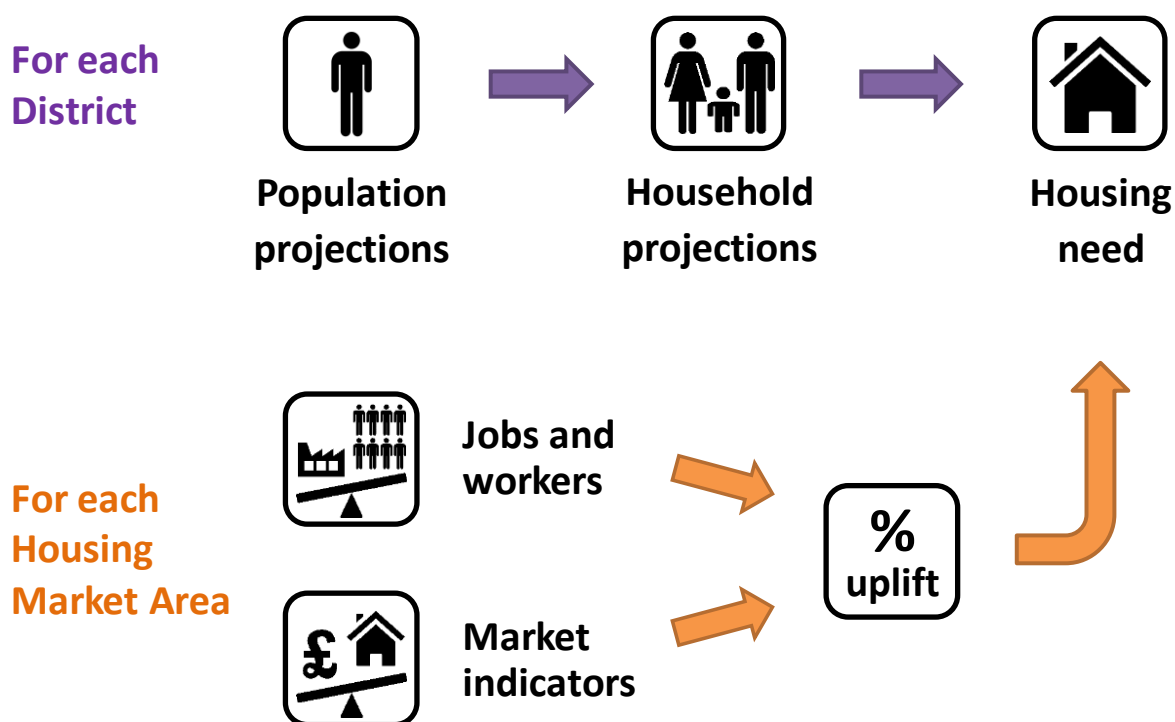 For each
District
Population
projections
Household
projections
Housing
need
For each
Housing
Market Area
Jobs and
workers
£
Market
indicators
%
uplift